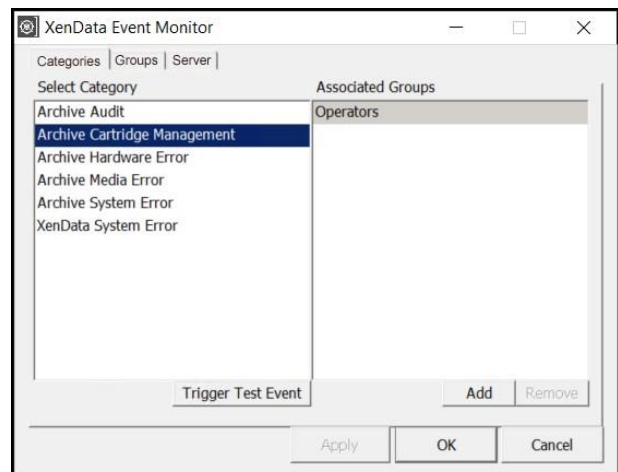 XenData Event Monitor
Categories Groups Server
Select Category
Associated Groups
Archive Audit
Archive Cartridge Management
Archive Hardware Error
Archive Media Error
Archive System Error
XenData System Error
Operators
Trigger Test Event
Add
Remove
Apply
OK
Cancel